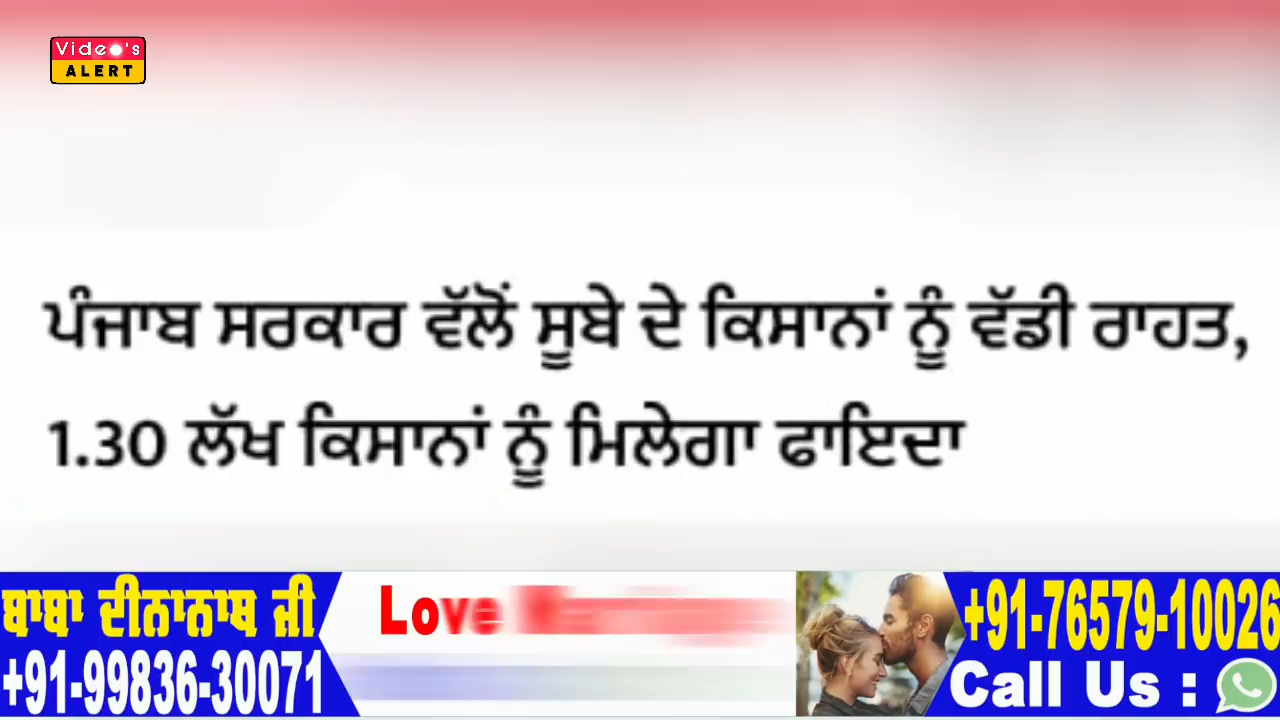 Video's
ALERT
ਪੰਜਾਬ ਸਰਕਾਰ ਵੱਲੋਂ ਸੂਬੇ ਦੇ ਕਿਸਾਨਾਂ ਨੂੰ ਵੱਡੀ ਰਾਹਤ,
1.30 ਲੱਖ ਕਿਸਾਨਾਂ ਨੂੰ ਮਿਲੇਗਾ ਫਾਇਦਾ
ਬਾਬਾ ਦੀਨਾਨਾਥ ਜੀ
+91-99836-30071
Love
+91-76579-10026
Call Us :